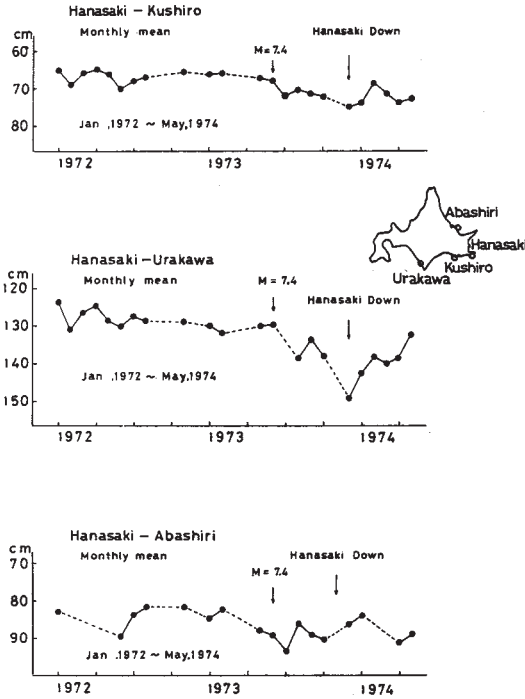 Hanasaki – Kushiro
cm
Monthly mean
Hanasaki Down
M = 7.4
60
70
80
Jan ,1972 ~ May,1974
1972 1973 1974
Abashiri
Hanasaki
Kushiro
Urakawa
Hanasaki –Urakawa
cm
Monthly mean
M = 7.4
Hanasaki Down
120
130
140
150
Jan ,1972 ~ May,1974
1972 1973 1974
Hanasaki – Abashiri
cm
Monthly mean
Hanasaki Down
M = 7.4
70
80
90
Jan ,1972 ~ May,1974
1972 1973 1974